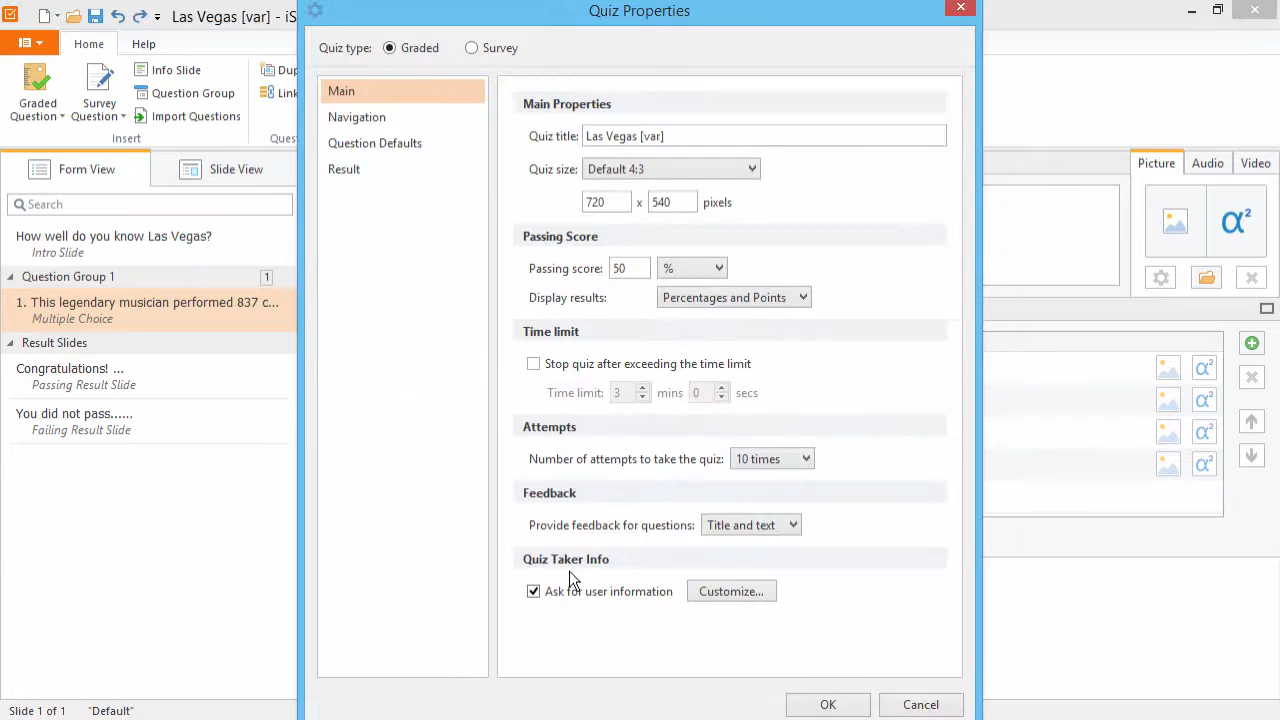 Las Vegas [var] - iS
Quiz Properties
Home
Help
Graded
Question
Survey
Question
Info Slide
Question Group
Import Questions
Dup
Link
Insert
Ques
Form View
Slide View
Search
How well do you know Las Vegas?
Intro Slide
Question Group 1
1
1. This legendary musician performed 837 c...
Multiple Choice
Result Slides
Congratulations! ...
Passing Result Slide
You did not pass......
Failing Result Slide
Slide 1 of 1 "Default"
Quiz type: Graded Survey
Main
Navigation
Question Defaults
Result
Main Properties
Quiz title: Las Vegas [var]
Quiz size: Default 4:3
720 x 540 pixels
Passing Score
Passing score: 50 %
Display results: Percentages and Points
Time limit
Stop quiz after exceeding the time limit
Time limit: 3 mins 0 secs
Attempts
Number of attempts to take the quiz: 10 times
Feedback
Provide feedback for questions: Title and text
Quiz Taker Info
Ask for user information Customize...
OK Cancel
Picture Audio Video
α²
α²
α²
α²
α²